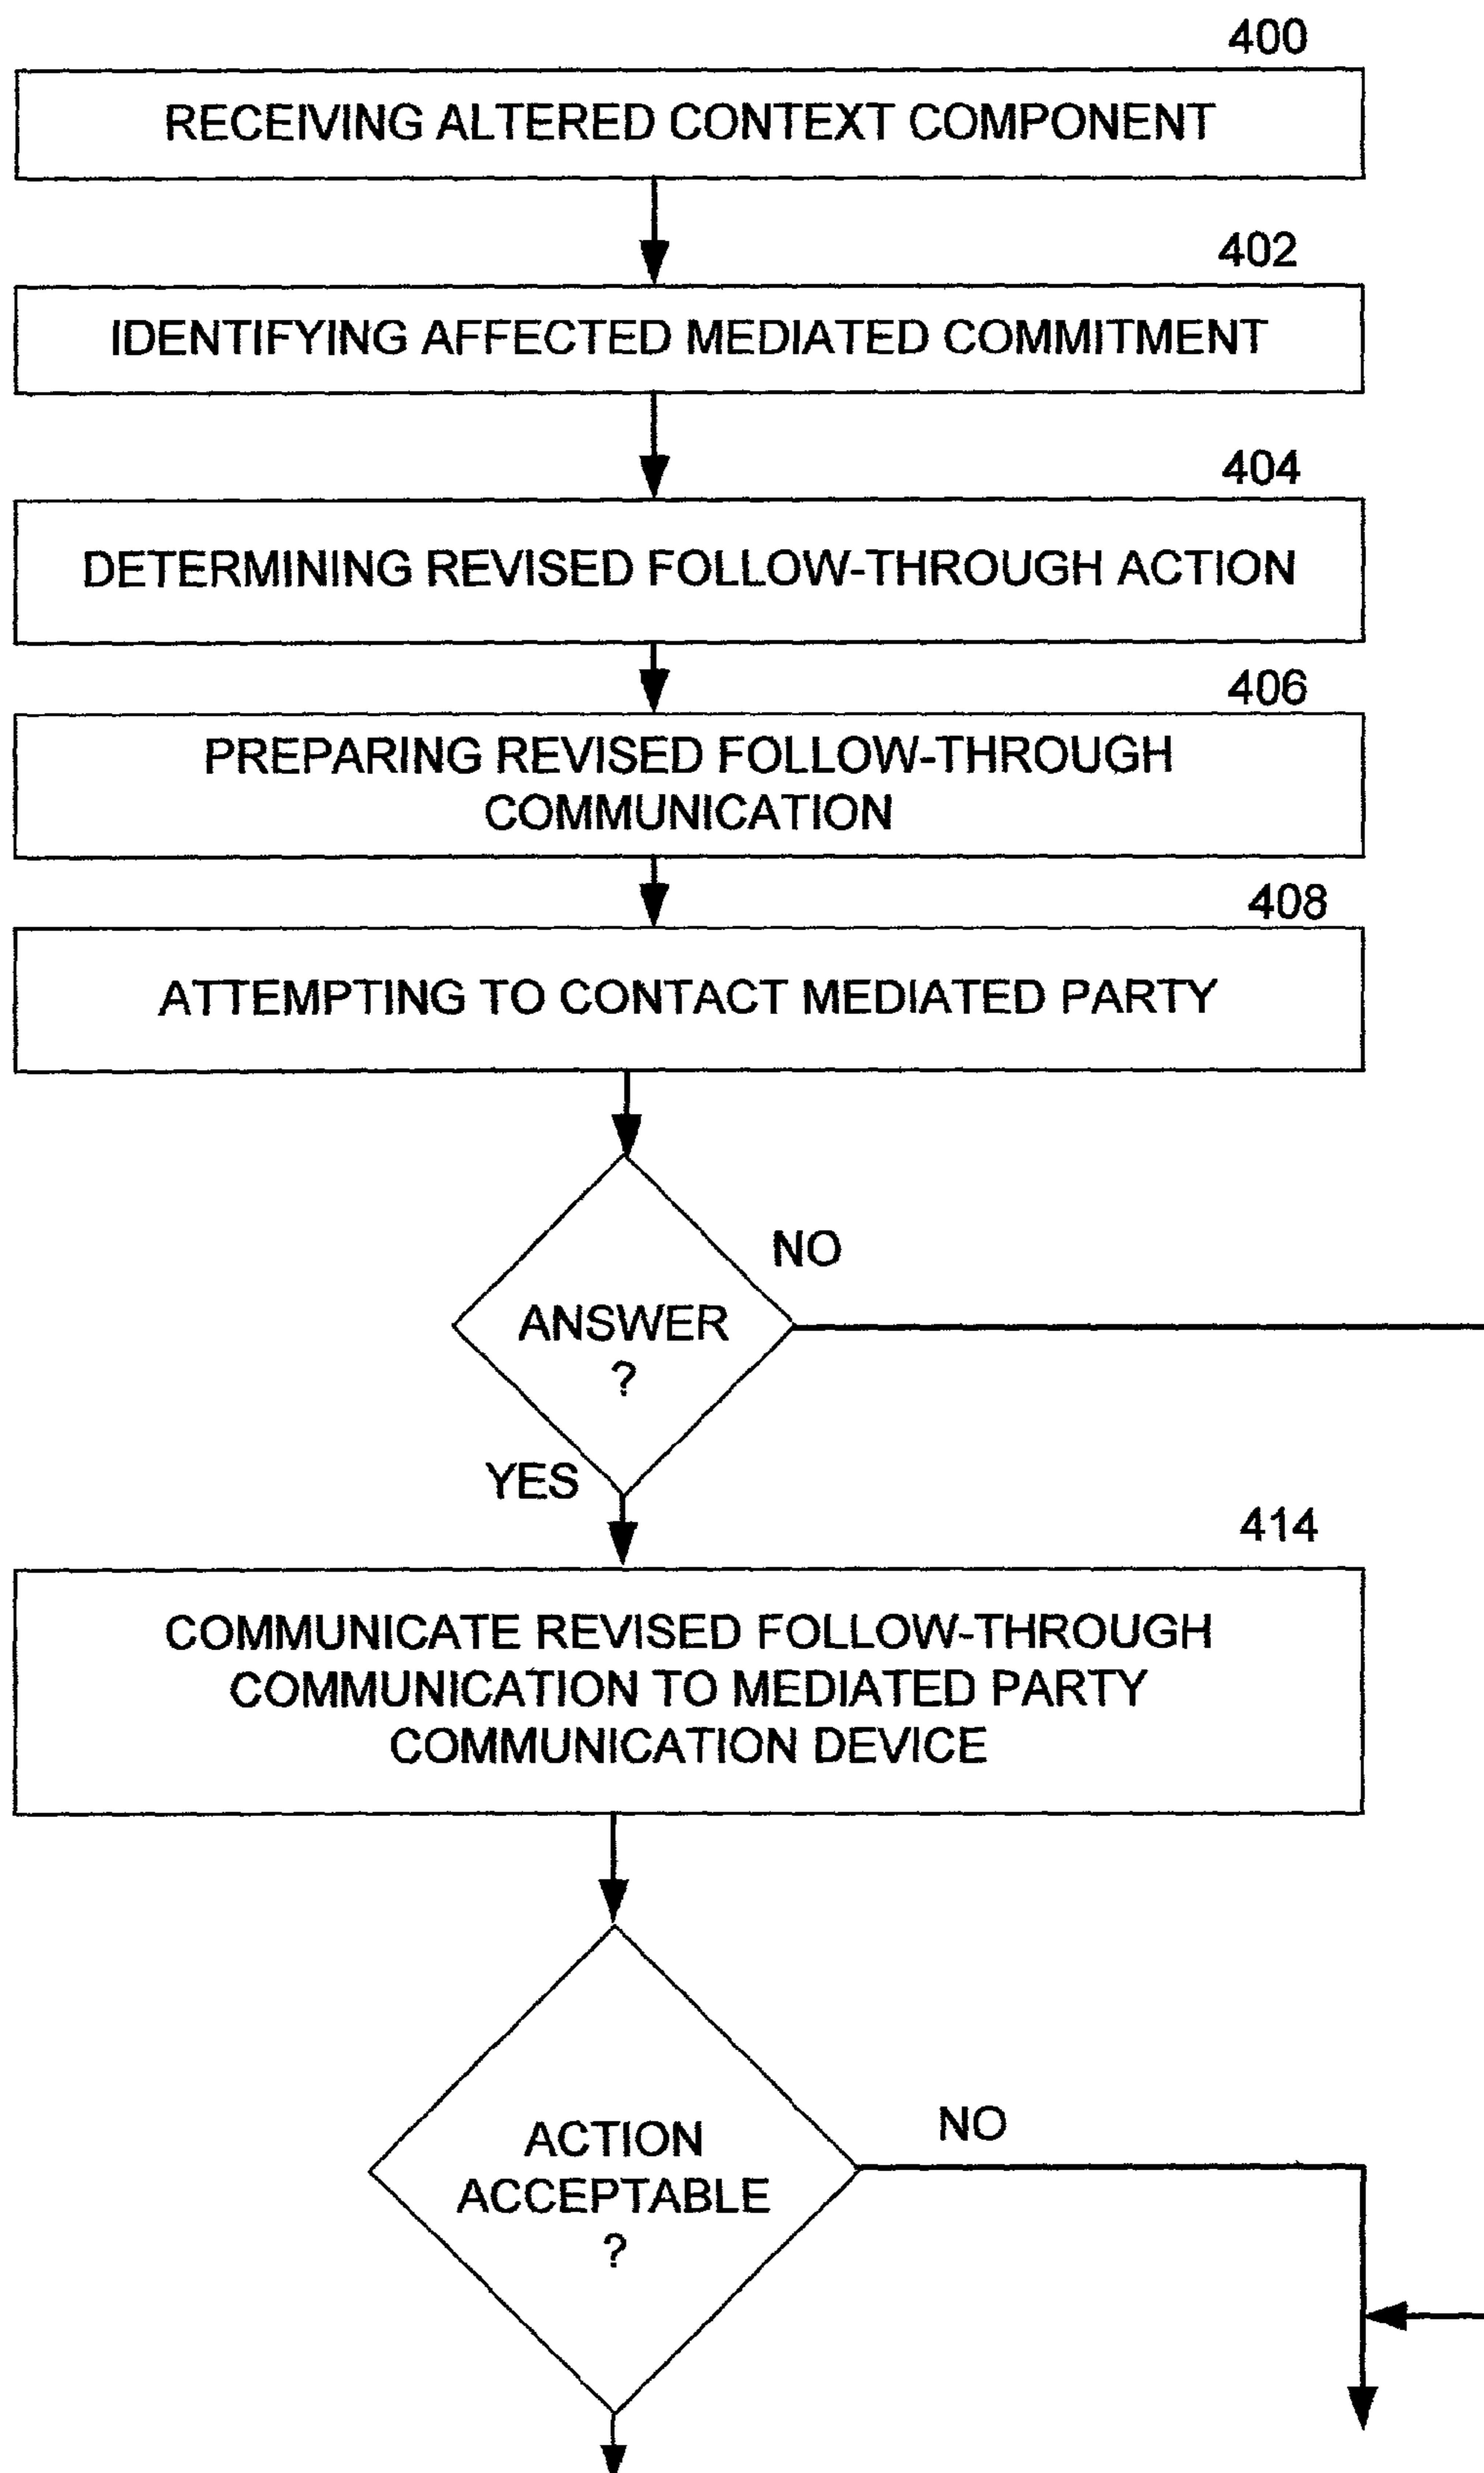 400
RECEIVING ALTERED CONTEXT COMPONENT
402
IDENTIFYING AFFECTED MEDIATED COMMITMENT
404
DETERMINING REVISED FOLLOW-THROUGH ACTION
406
PREPARING REVISED FOLLOW-THROUGH
COMMUNICATION
408
ATTEMPTING TO CONTACT MEDIATED PARTY
NO
ANSWER
?
YES
414
COMMUNICATE REVISED FOLLOW-THROUGH
COMMUNICATION TO MEDIATED PARTY
COMMUNICATION DEVICE
NO
ACTION
ACCEPTABLE
?